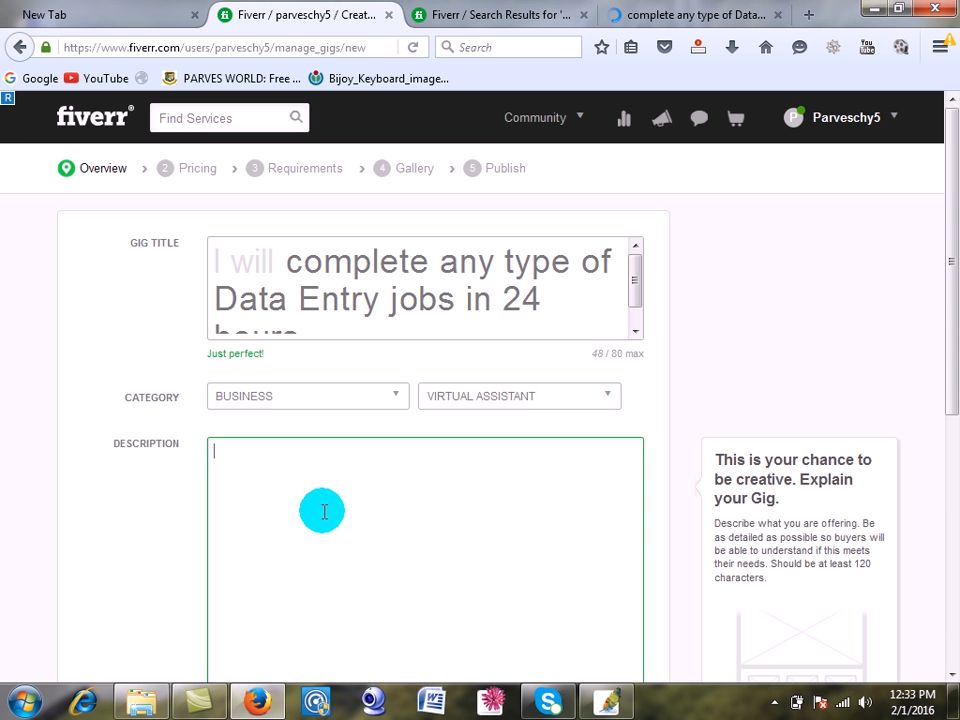 New Tab
Fiverr / parveschy5 / Creat...
Fiverr / Search Results for '...
complete any type of Data...
https://www.fiverr.com/users/parveschy5/manage_gigs/new
Search
You
Tube
Google
YouTube
PARVES WORLD: Free ...
Bijoy_Keyboard_image...
R
fiverr®
Find Services
Community
P
Parveschy5
Overview
2 Pricing
3 Requirements
4 Gallery
5 Publish
GIG TITLE
I will complete any type of
Data Entry jobs in 24
hours
Just perfect!
48 / 80 max
CATEGORY
BUSINESS
VIRTUAL ASSISTANT
DESCRIPTION
This is your chance to
be creative. Explain
your Gig.
Describe what you are offering. Be
as detailed as possible so buyers will
be able to understand if this meets
their needs. Should be at least 120
characters.
12:33 PM
2/1/2016